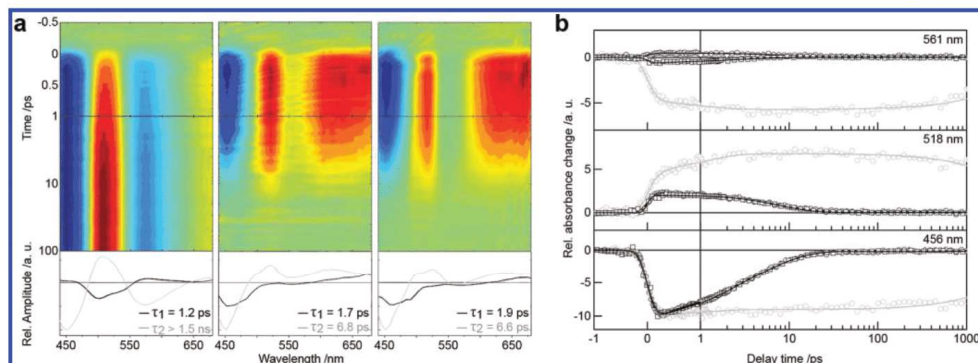 a
-0.5
0
0.5
1
10
100
Time /ps
Rel. Amplitude /a. u.
τ1 = 1.2 ps
τ2 > 1.5 ns
τ1 = 1.7 ps
τ2 = 6.8 ps
τ1 = 1.9 ps
τ2 = 6.6 ps
450 550 650 450 550 650 450 550 650
Wavelength /nm
b
Rel. absorbance change /a. u.
561 nm
0
-5
518 nm
5
0
456 nm
0
-5
-10
-1 0 1 10 100 1000
Delay time /ps